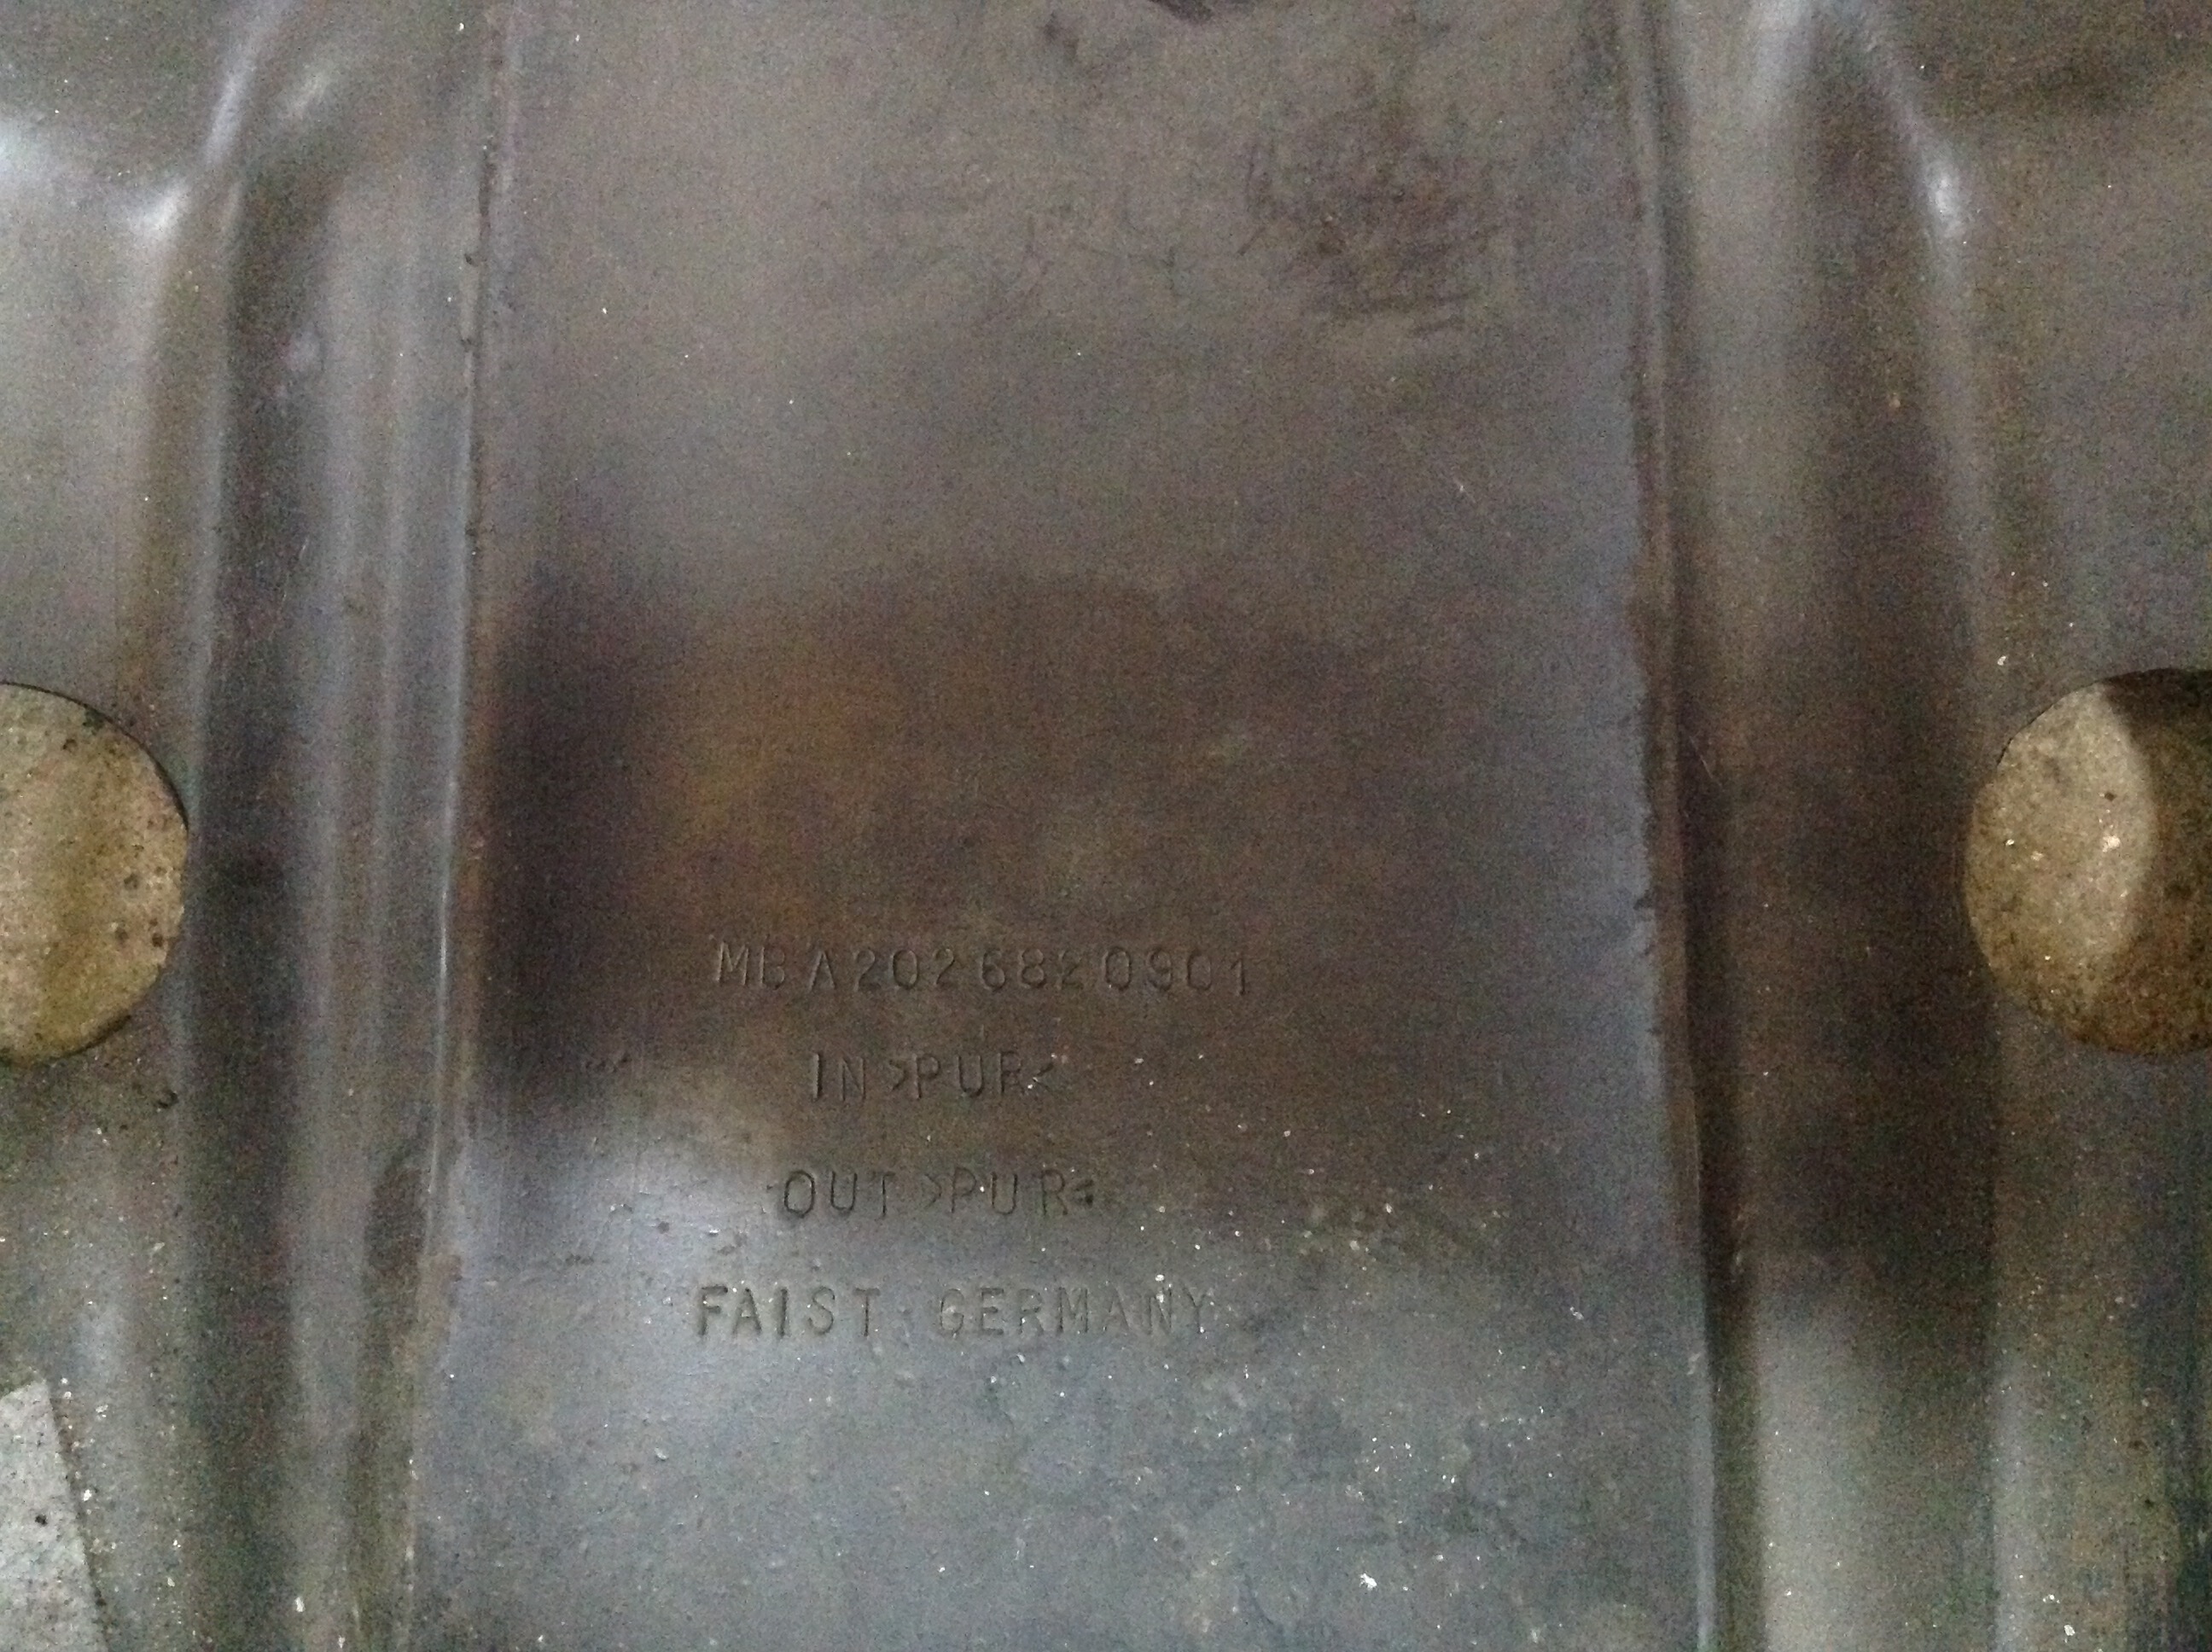 MB A2026820901
IN >PUR<
OUT >PUR<
FAIST GERMANY